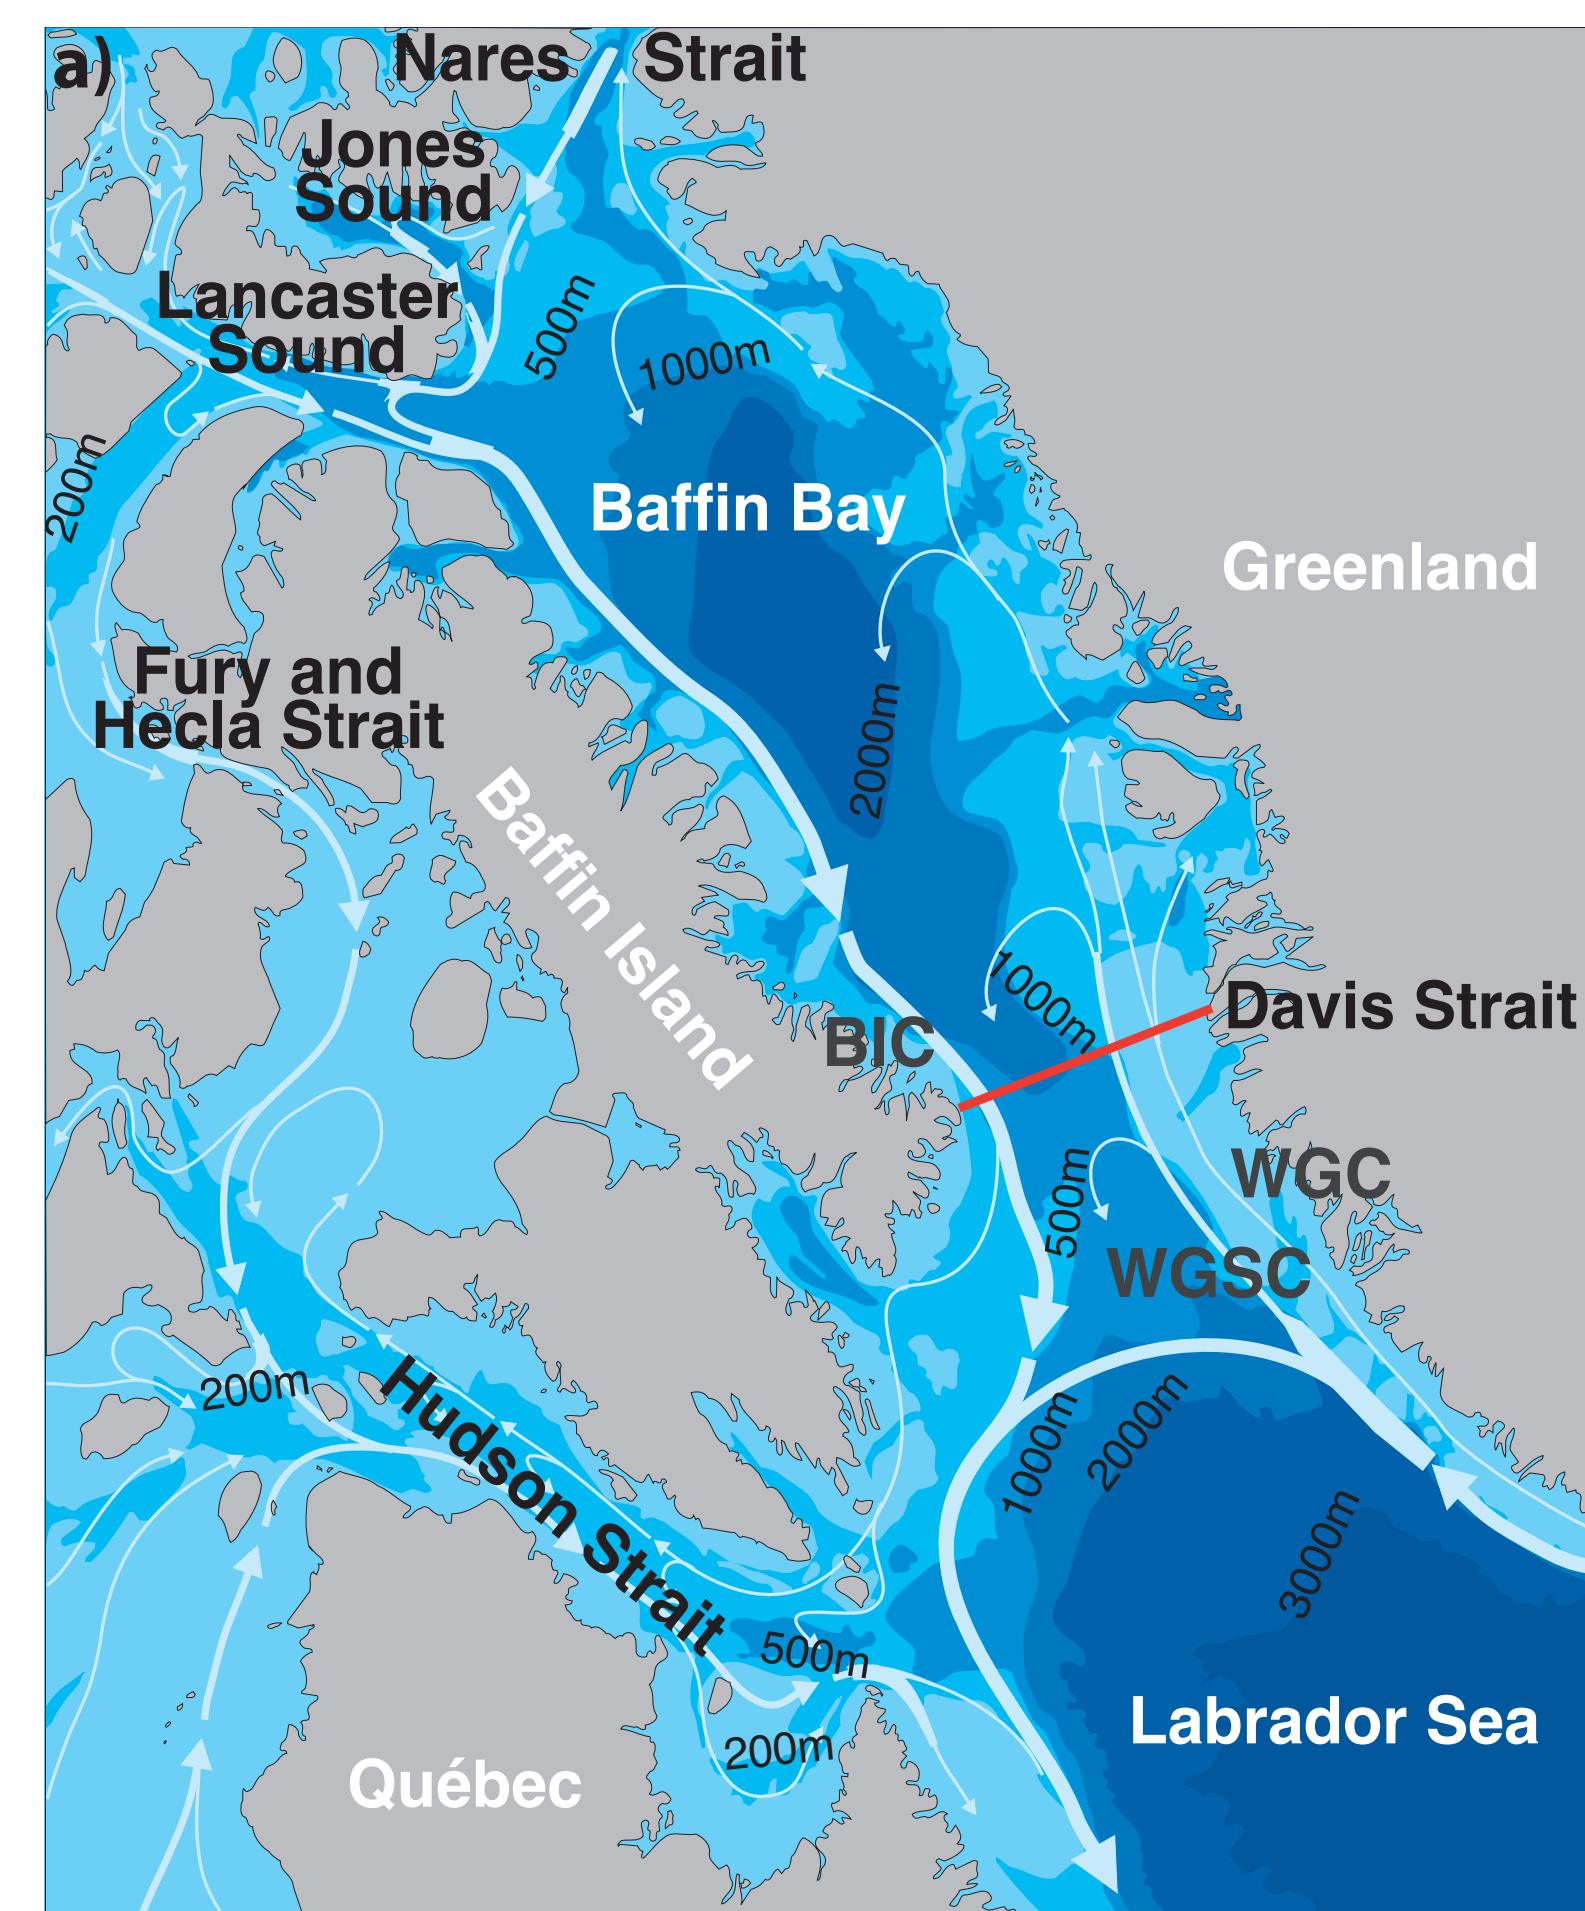 a)
Nares Strait
Jones
Sound
Lancaster
Sound
500m
1000m
200m
Baffin Bay
Greenland
Fury and
Hecla Strait
2000m
Baffin Island
1000m
Davis Strait
BIC
500m
WGC
WGSC
200m
Hudson Strait
1000m
2000m
3000m
500m
200m
Labrador Sea
Québec